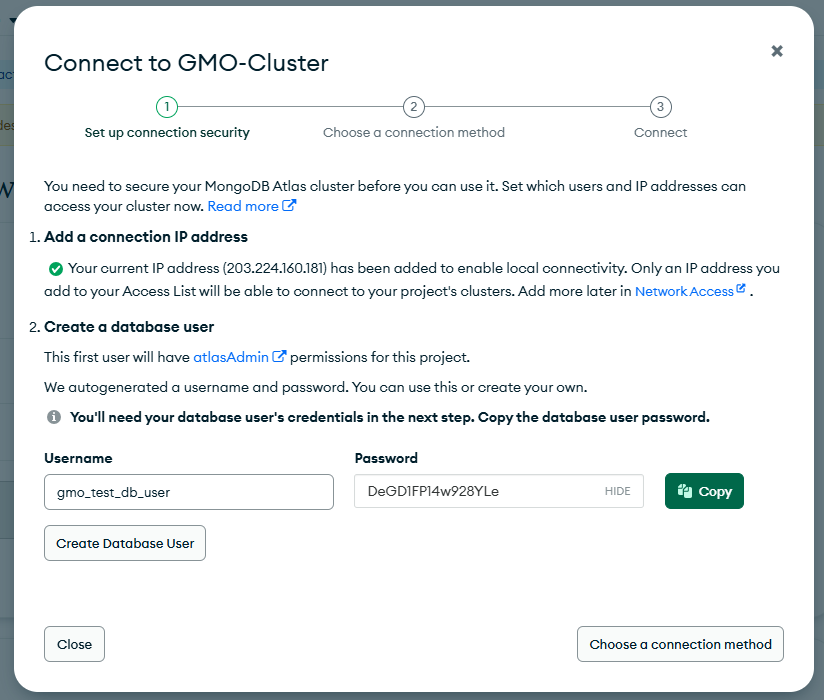 Connect to GMO-Cluster
1
2
3
Set up connection security
Choose a connection method
Connect
You need to secure your MongoDB Atlas cluster before you can use it. Set which users and IP addresses can
access your cluster now. Read more
1. Add a connection IP address
Your current IP address (203.224.160.181) has been added to enable local connectivity. Only an IP address you
add to your Access List will be able to connect to your project's clusters. Add more later in Network Access .
2. Create a database user
This first user will have atlasAdmin permissions for this project.
We autogenerated a username and password. You can use this or create your own.
You'll need your database user's credentials in the next step. Copy the database user password.
Username
Password
gmo_test_db_user
DeGD1FP14w928YLe
HIDE
Copy
Create Database User
Close
Choose a connection method